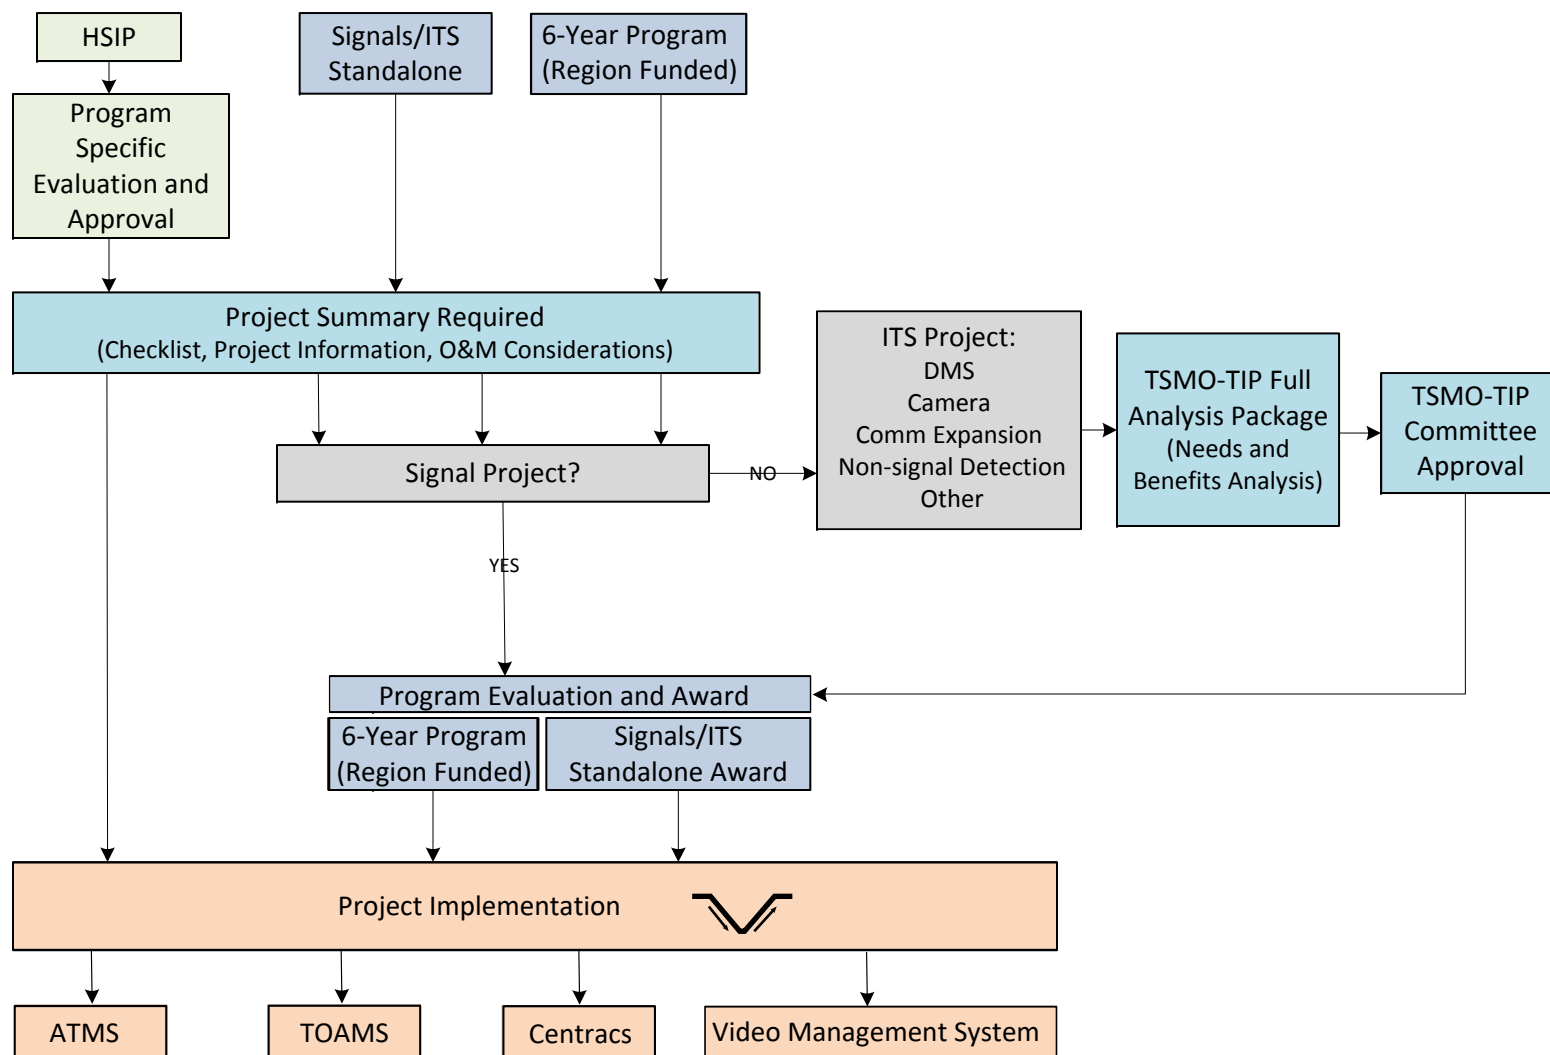 HSIP
Signals/ITS
Standalone
6-Year Program
(Region Funded)
Program
Specific
Evaluation and
Approval
Project Summary Required
(Checklist, Project Information, O&M Considerations)
Signal Project?
NO
ITS Project:
DMS
Camera
Comm Expansion
Non-signal Detection
Other
TSMO-TIP Full
Analysis Package
(Needs and
Benefits Analysis)
TSMO-TIP
Committee
Approval
YES
Program Evaluation and Award
6-Year Program
(Region Funded)
Signals/ITS
Standalone Award
Project Implementation
ATMS
TOAMS
Centracs
Video Management System